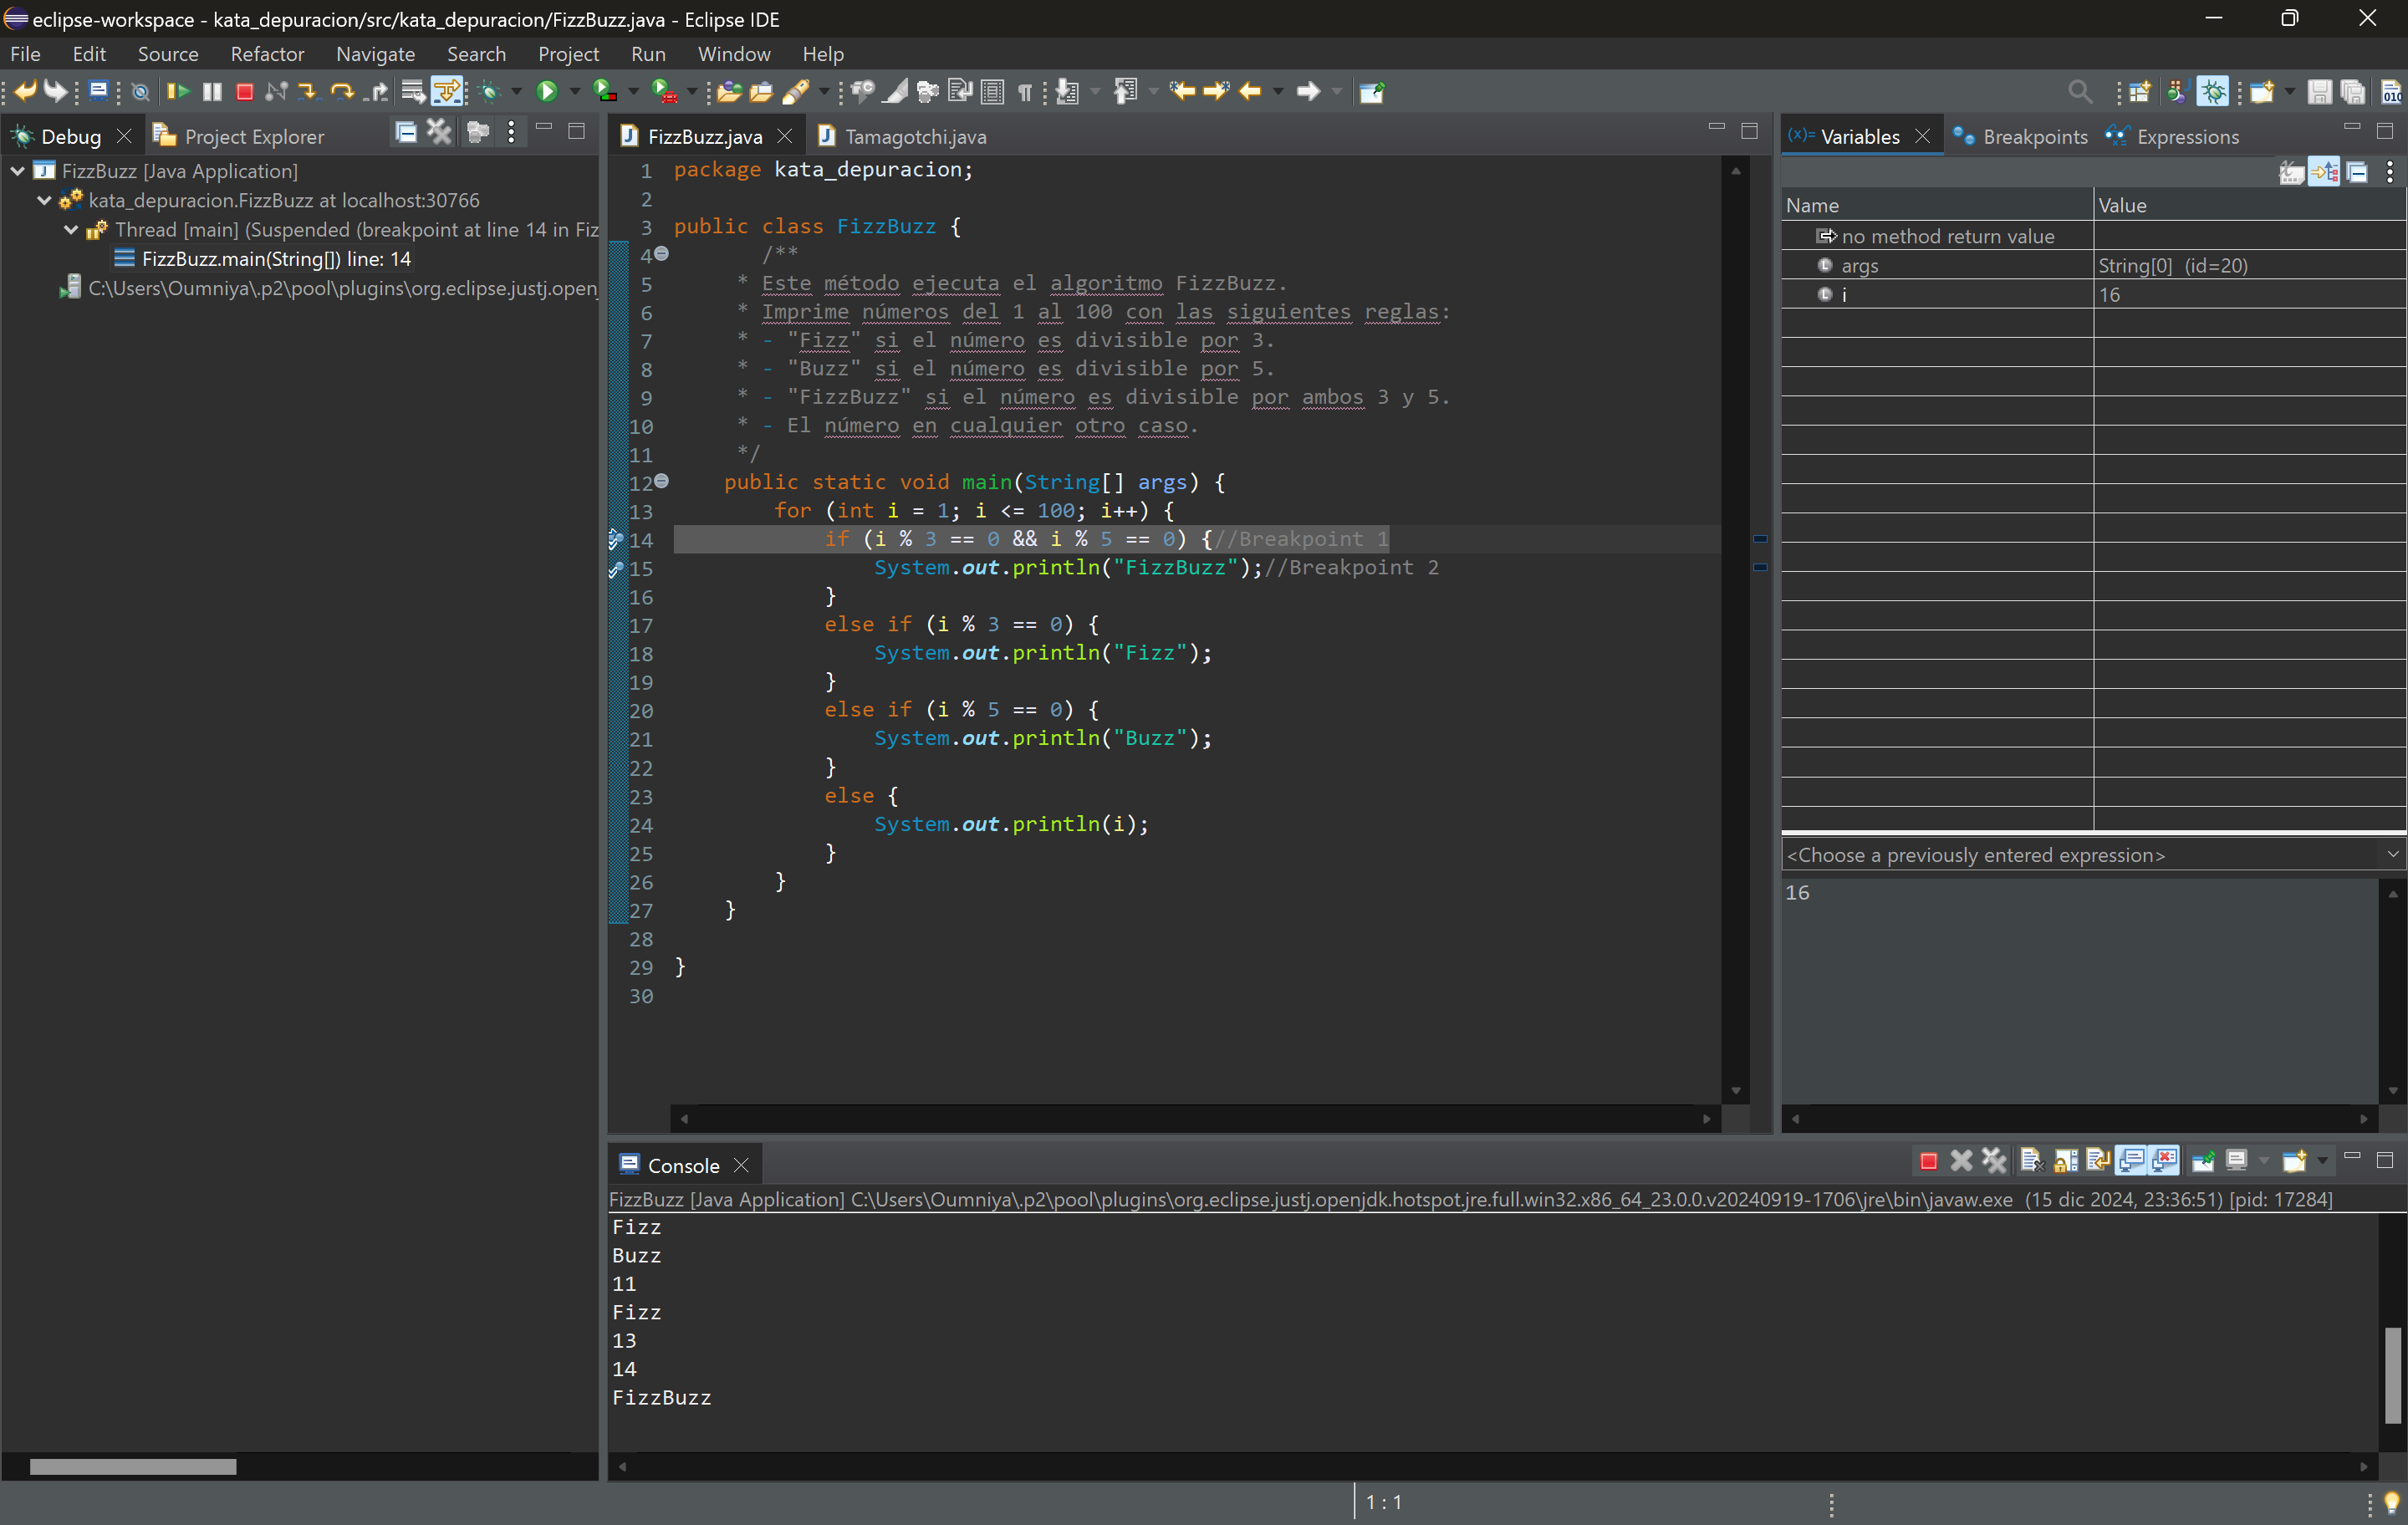 eclipse-workspace - kata_depuracion/src/kata_depuracion/FizzBuzz.java - Eclipse IDE
File Edit Source Refactor Navigate Search Project Run Window Help
Debug
Project Explorer
FizzBuzz [Java Application]
kata_depuracion.FizzBuzz at localhost:30766
Thread [main] (Suspended (breakpoint at line 14 in Fiz
FizzBuzz.main(String[]) line: 14
C:\Users\Oumniya\.p2\pool\plugins\org.eclipse.justj.open
FizzBuzz.java
Tamagotchi.java
1 package kata_depuracion;
2
3 public class FizzBuzz {
4 /**
5 * Este método ejecuta el algoritmo FizzBuzz.
6 * Imprime números del 1 al 100 con las siguientes reglas:
7 * - "Fizz" si el número es divisible por 3.
8 * - "Buzz" si el número es divisible por 5.
9 * - "FizzBuzz" si el número es divisible por ambos 3 y 5.
10 * - El número en cualquier otro caso.
11 */
12 public static void main(String[] args) {
13 for (int i = 1; i <= 100; i++) {
14 if (i % 3 == 0 && i % 5 == 0) {//Breakpoint 1
15 System.out.println("FizzBuzz");//Breakpoint 2
16 }
17 else if (i % 3 == 0) {
18 System.out.println("Fizz");
19 }
20 else if (i % 5 == 0) {
21 System.out.println("Buzz");
22 }
23 else {
24 System.out.println(i);
25 }
26 }
27 }
28
29 }
30
(x)= Variables
Breakpoints
Expressions
Name Value
no method return value
args String[0] (id=20)
i 16
<Choose a previously entered expression>
16
Console
FizzBuzz [Java Application] C:\Users\Oumniya\.p2\pool\plugins\org.eclipse.justj.openjdk.hotspot.jre.full.win32.x86_64_23.0.0.v20240919-1706\jre\bin\javaw.exe (15 dic 2024, 23:36:51) [pid: 17284]
Fizz
Buzz
11
Fizz
13
14
FizzBuzz
1 : 1